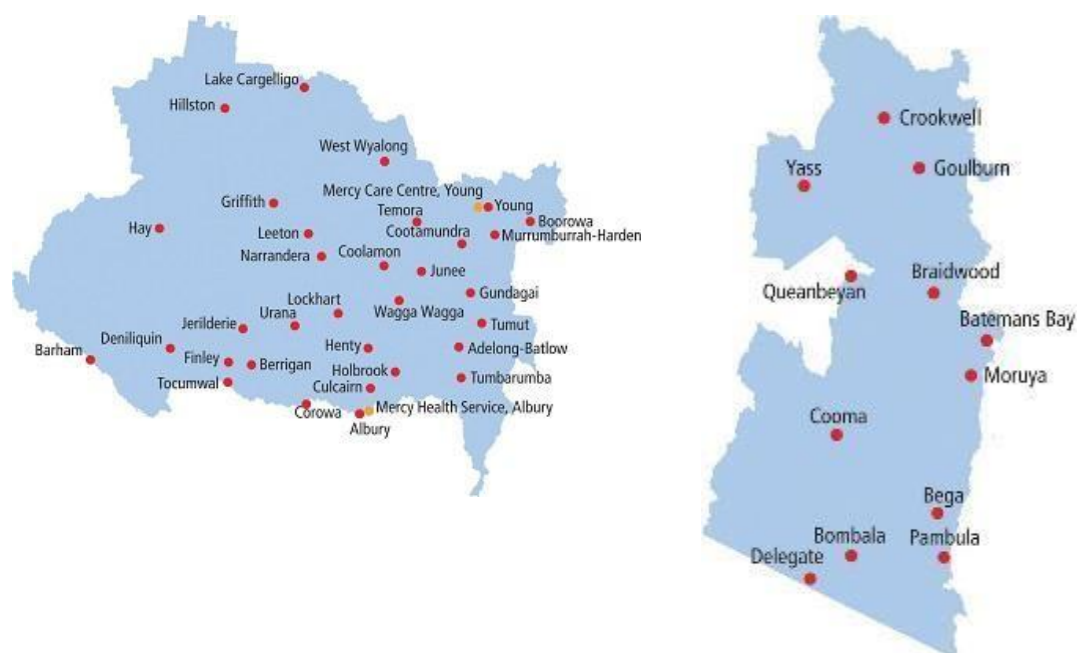 Lake Cargelligo
Hillston
West Wyalong
Mercy Care Centre, Young
Griffith
Temora
Young
Boorowa
Hay
Leeton
Cootamundra
Murrumburrah-Harden
Narrandera
Coolamon
Junee
Lockhart
Gundagai
Urana
Wagga Wagga
Jerilderie
Tumut
Deniliquin
Henty
Adelong-Batlow
Barham
Finley
Berrigan
Holbrook
Tocumwal
Culcairn
Tumbarumba
Corowa
Mercy Health Service, Albury
Albury
Crookwell
Yass
Goulburn
Queanbeyan
Braidwood
Batemans Bay
Moruya
Cooma
Bega
Bombala
Pambula
Delegate